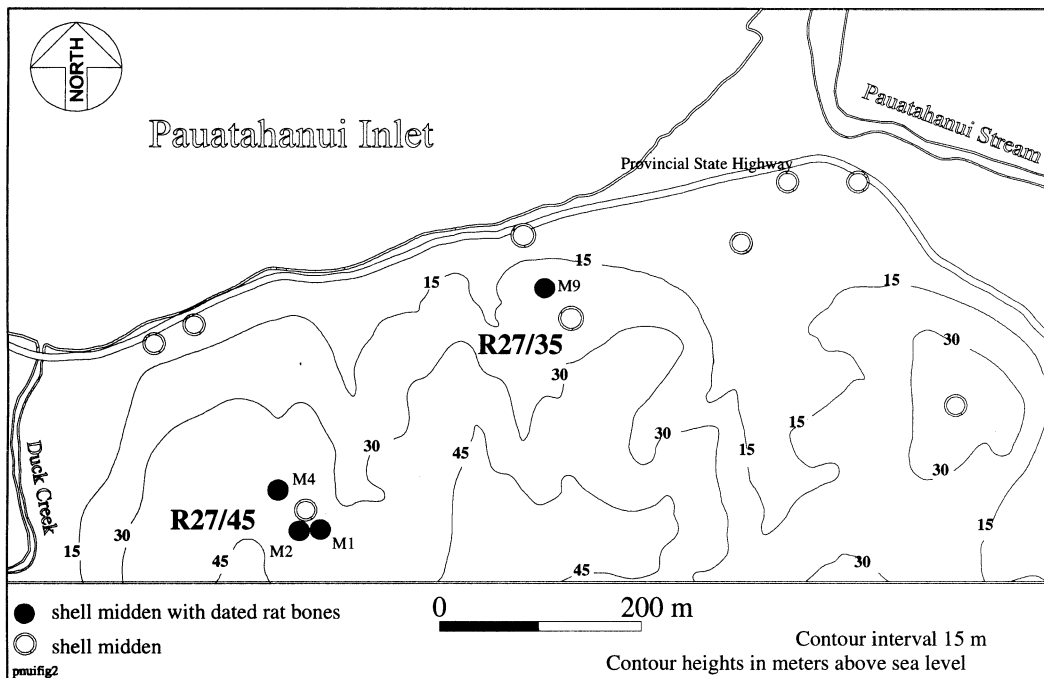 NORTH
Pauatahanui Inlet
Pauatahanui Stream
Provincial State Highway
15
15
M9
15
R27/35
30
30
30
15
15
30
30
45
30
Duck Creek
M4
R27/45
M2
M1
15
30
45
45
30
15
shell midden with dated rat bones
shell midden
pnuifig2
0 200 m
Contour interval 15 m
Contour heights in meters above sea level